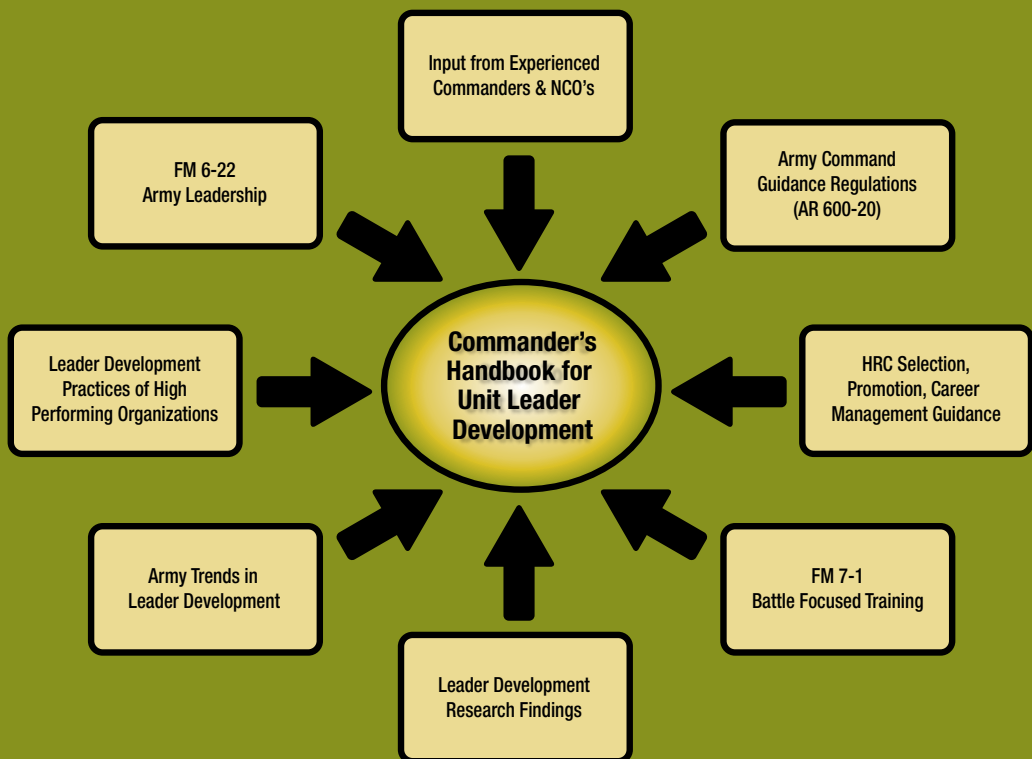 Input from Experienced
Commanders & NCO's
FM 6-22
Army Leadership
Army Command
Guidance Regulations
(AR 600-20)
Leader Development
Practices of High
Performing Organizations
Commander's
Handbook for
Unit Leader
Development
HRC Selection,
Promotion, Career
Management Guidance
Army Trends in
Leader Development
FM 7-1
Battle Focused Training
Leader Development
Research Findings